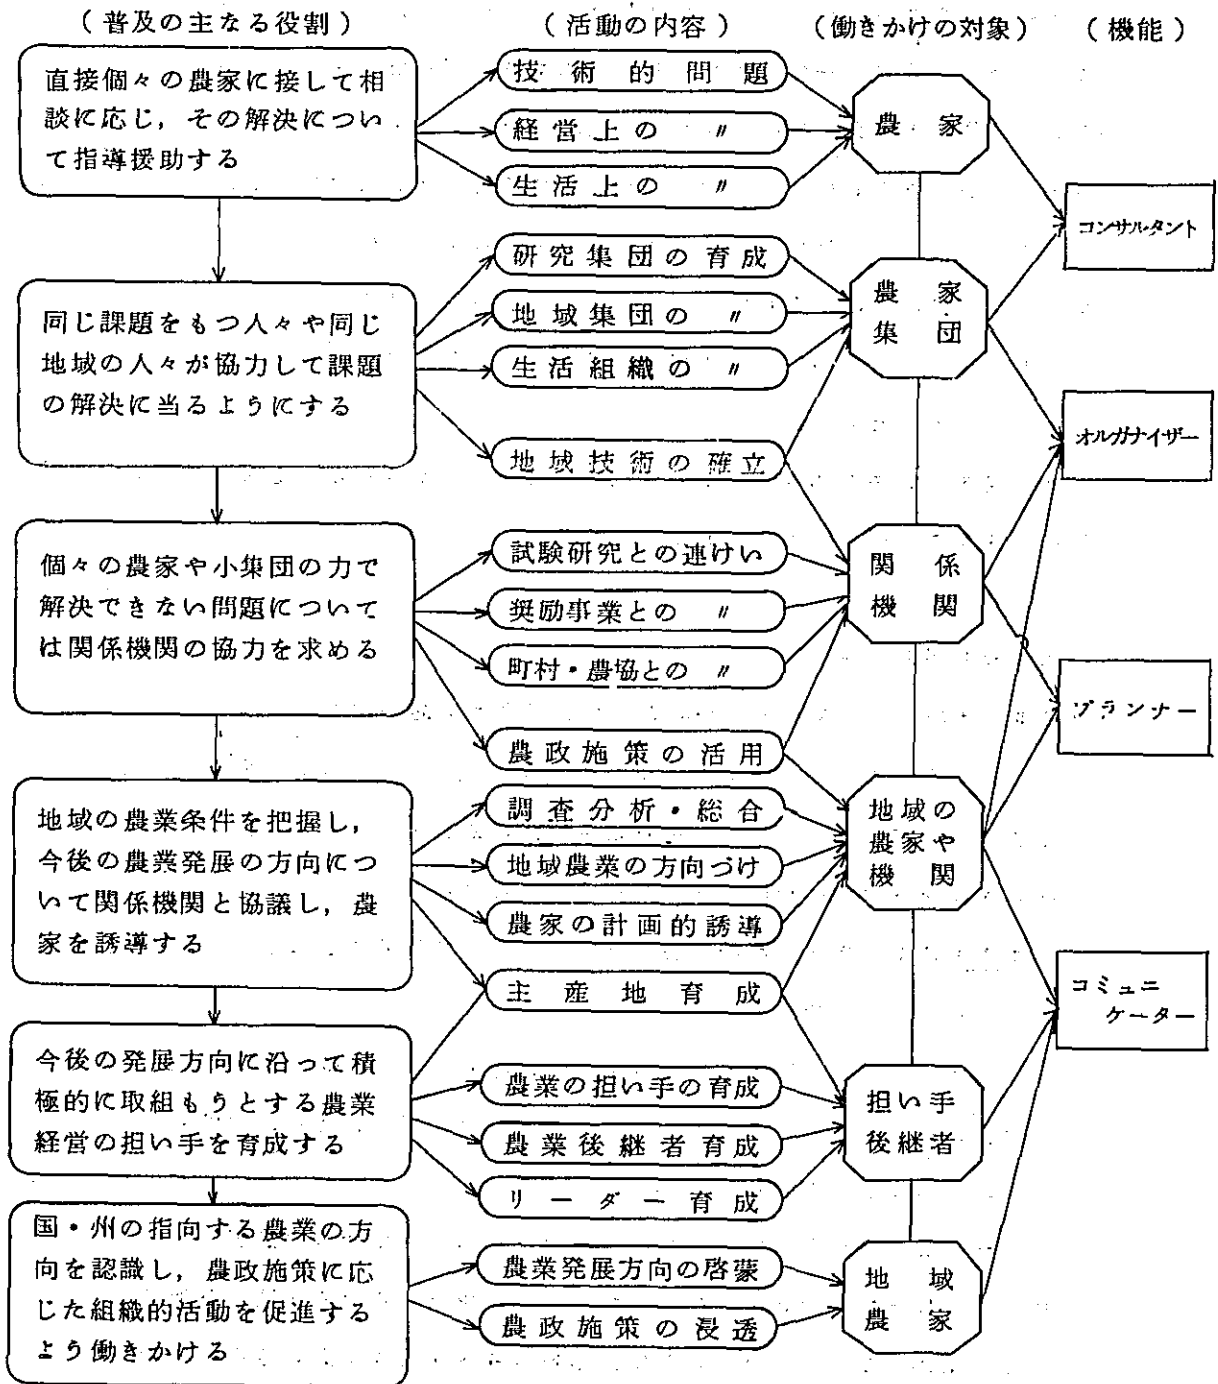 (普及の主なる役割)
(活動の内容)
(働きかけの対象)
(機能)
直接個々の農家に接して相
談に応じ,その解決につい
て指導援助する
技術的問題
経営上の 〃
生活上の 〃
農家
コンサルタント
同じ課題をもつ人々や同じ
地域の人々が協力して課題
の解決に当るようにする
研究集団の育成
地域集団の 〃
生活組織の 〃
地域技術の確立
農家
集団
オルガナイザー
個々の農家や小集団の力で
解決できない問題について
は関係機関の協力を求める
試験研究との連けい
奨励事業との 〃
町村・農協との 〃
農政施策の活用
関係
機関
プランナー
地域の農業条件を把握し,
今後の農業発展の方向につ
いて関係機関と協議し,農
家を誘導する
調査分析・総合
地域農業の方向づけ
農家の計画的誘導
主産地育成
地域の
農家や
機関
コミュニ
ケーター
今後の発展方向に沿って積
極的に取組もうとする農業
経営の担い手を育成する
農業の担い手の育成
農業後継者育成
リーダー育成
担い手
後継者
国・州の指向する農業の方
向を認識し,農政施策に応
じた組織的活動を促進する
よう働きかける
農業発展方向の啓蒙
農政施策の浸透
地域
農家